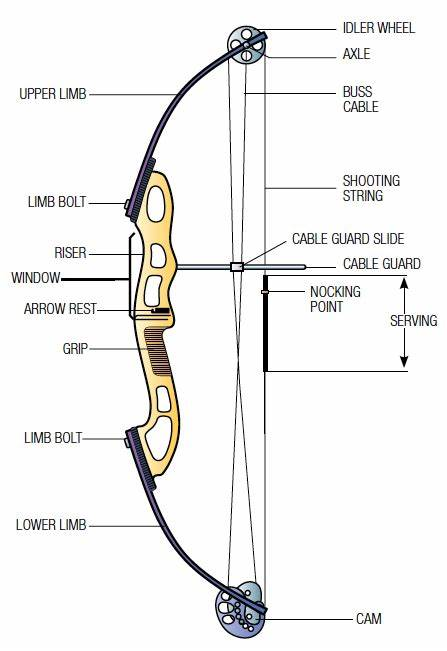 IDLER WHEEL
AXLE
UPPER LIMB
BUSS
CABLE
SHOOTING
STRING
LIMB BOLT
CABLE GUARD SLIDE
RISER
CABLE GUARD
WINDOW
NOCKING
POINT
ARROW REST
SERVING
GRIP
LIMB BOLT
LOWER LIMB
CAM